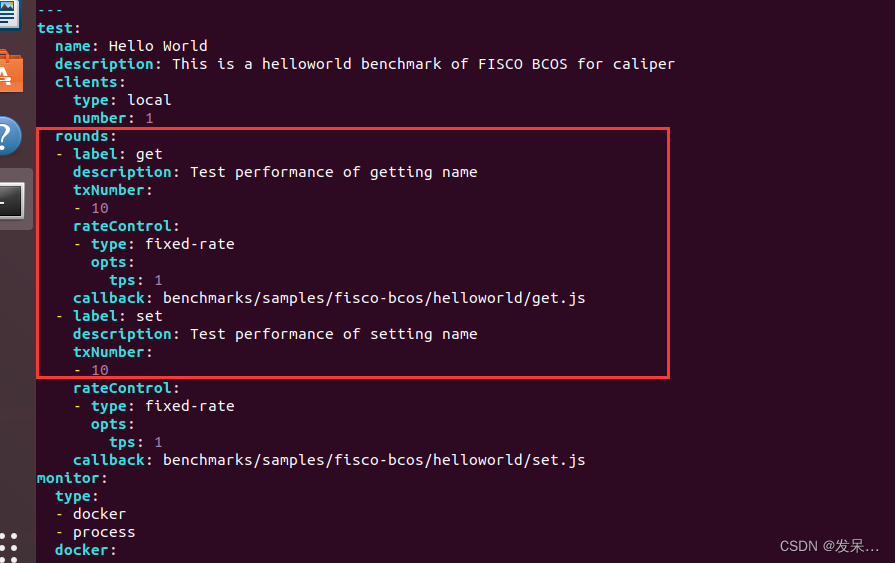 ---
test:
  name: Hello World
  description: This is a helloworld benchmark of FISCO BCOS for caliper
  clients:
    type: local
    number: 1
  rounds:
  - label: get
    description: Test performance of getting name
    txNumber:
    - 10
    rateControl:
    - type: fixed-rate
      opts:
        tps: 1
    callback: benchmarks/samples/fisco-bcos/helloworld/get.js
  - label: set
    description: Test performance of setting name
    txNumber:
    - 10
    rateControl:
    - type: fixed-rate
      opts:
        tps: 1
    callback: benchmarks/samples/fisco-bcos/helloworld/set.js
monitor:
  type:
  - docker
  - process
  docker:
CSDN @发呆...